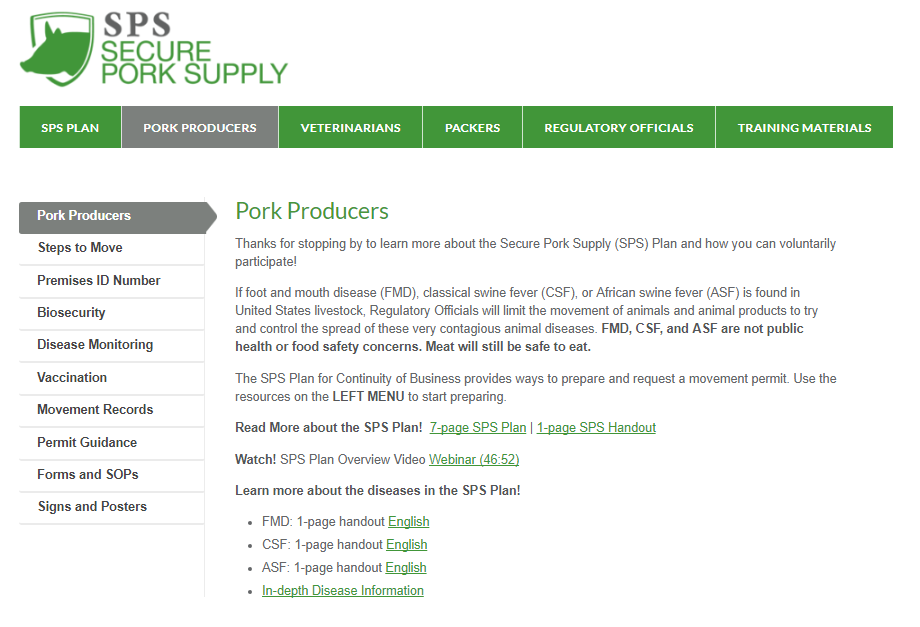 SPS
SECURE
PORK SUPPLY
SPS PLAN
PORK PRODUCERS
VETERINARIANS
PACKERS
REGULATORY OFFICIALS
TRAINING MATERIALS
Pork Producers
Steps to Move
Premises ID Number
Biosecurity
Disease Monitoring
Vaccination
Movement Records
Permit Guidance
Forms and SOPs
Signs and Posters
Pork Producers
Thanks for stopping by to learn more about the Secure Pork Supply (SPS) Plan and how you can voluntarily
participate!
If foot and mouth disease (FMD), classical swine fever (CSF), or African swine fever (ASF) is found in
United States livestock, Regulatory Officials will limit the movement of animals and animal products to try
and control the spread of these very contagious animal diseases. FMD, CSF, and ASF are not public
health or food safety concerns. Meat will still be safe to eat.
The SPS Plan for Continuity of Business provides ways to prepare and request a movement permit. Use the
resources on the LEFT MENU to start preparing.
Read More about the SPS Plan! 7-page SPS Plan | 1-page SPS Handout
Watch! SPS Plan Overview Video Webinar (46:52)
Learn more about the diseases in the SPS Plan!
• FMD: 1-page handout English
• CSF: 1-page handout English
• ASF: 1-page handout English
• In-depth Disease Information